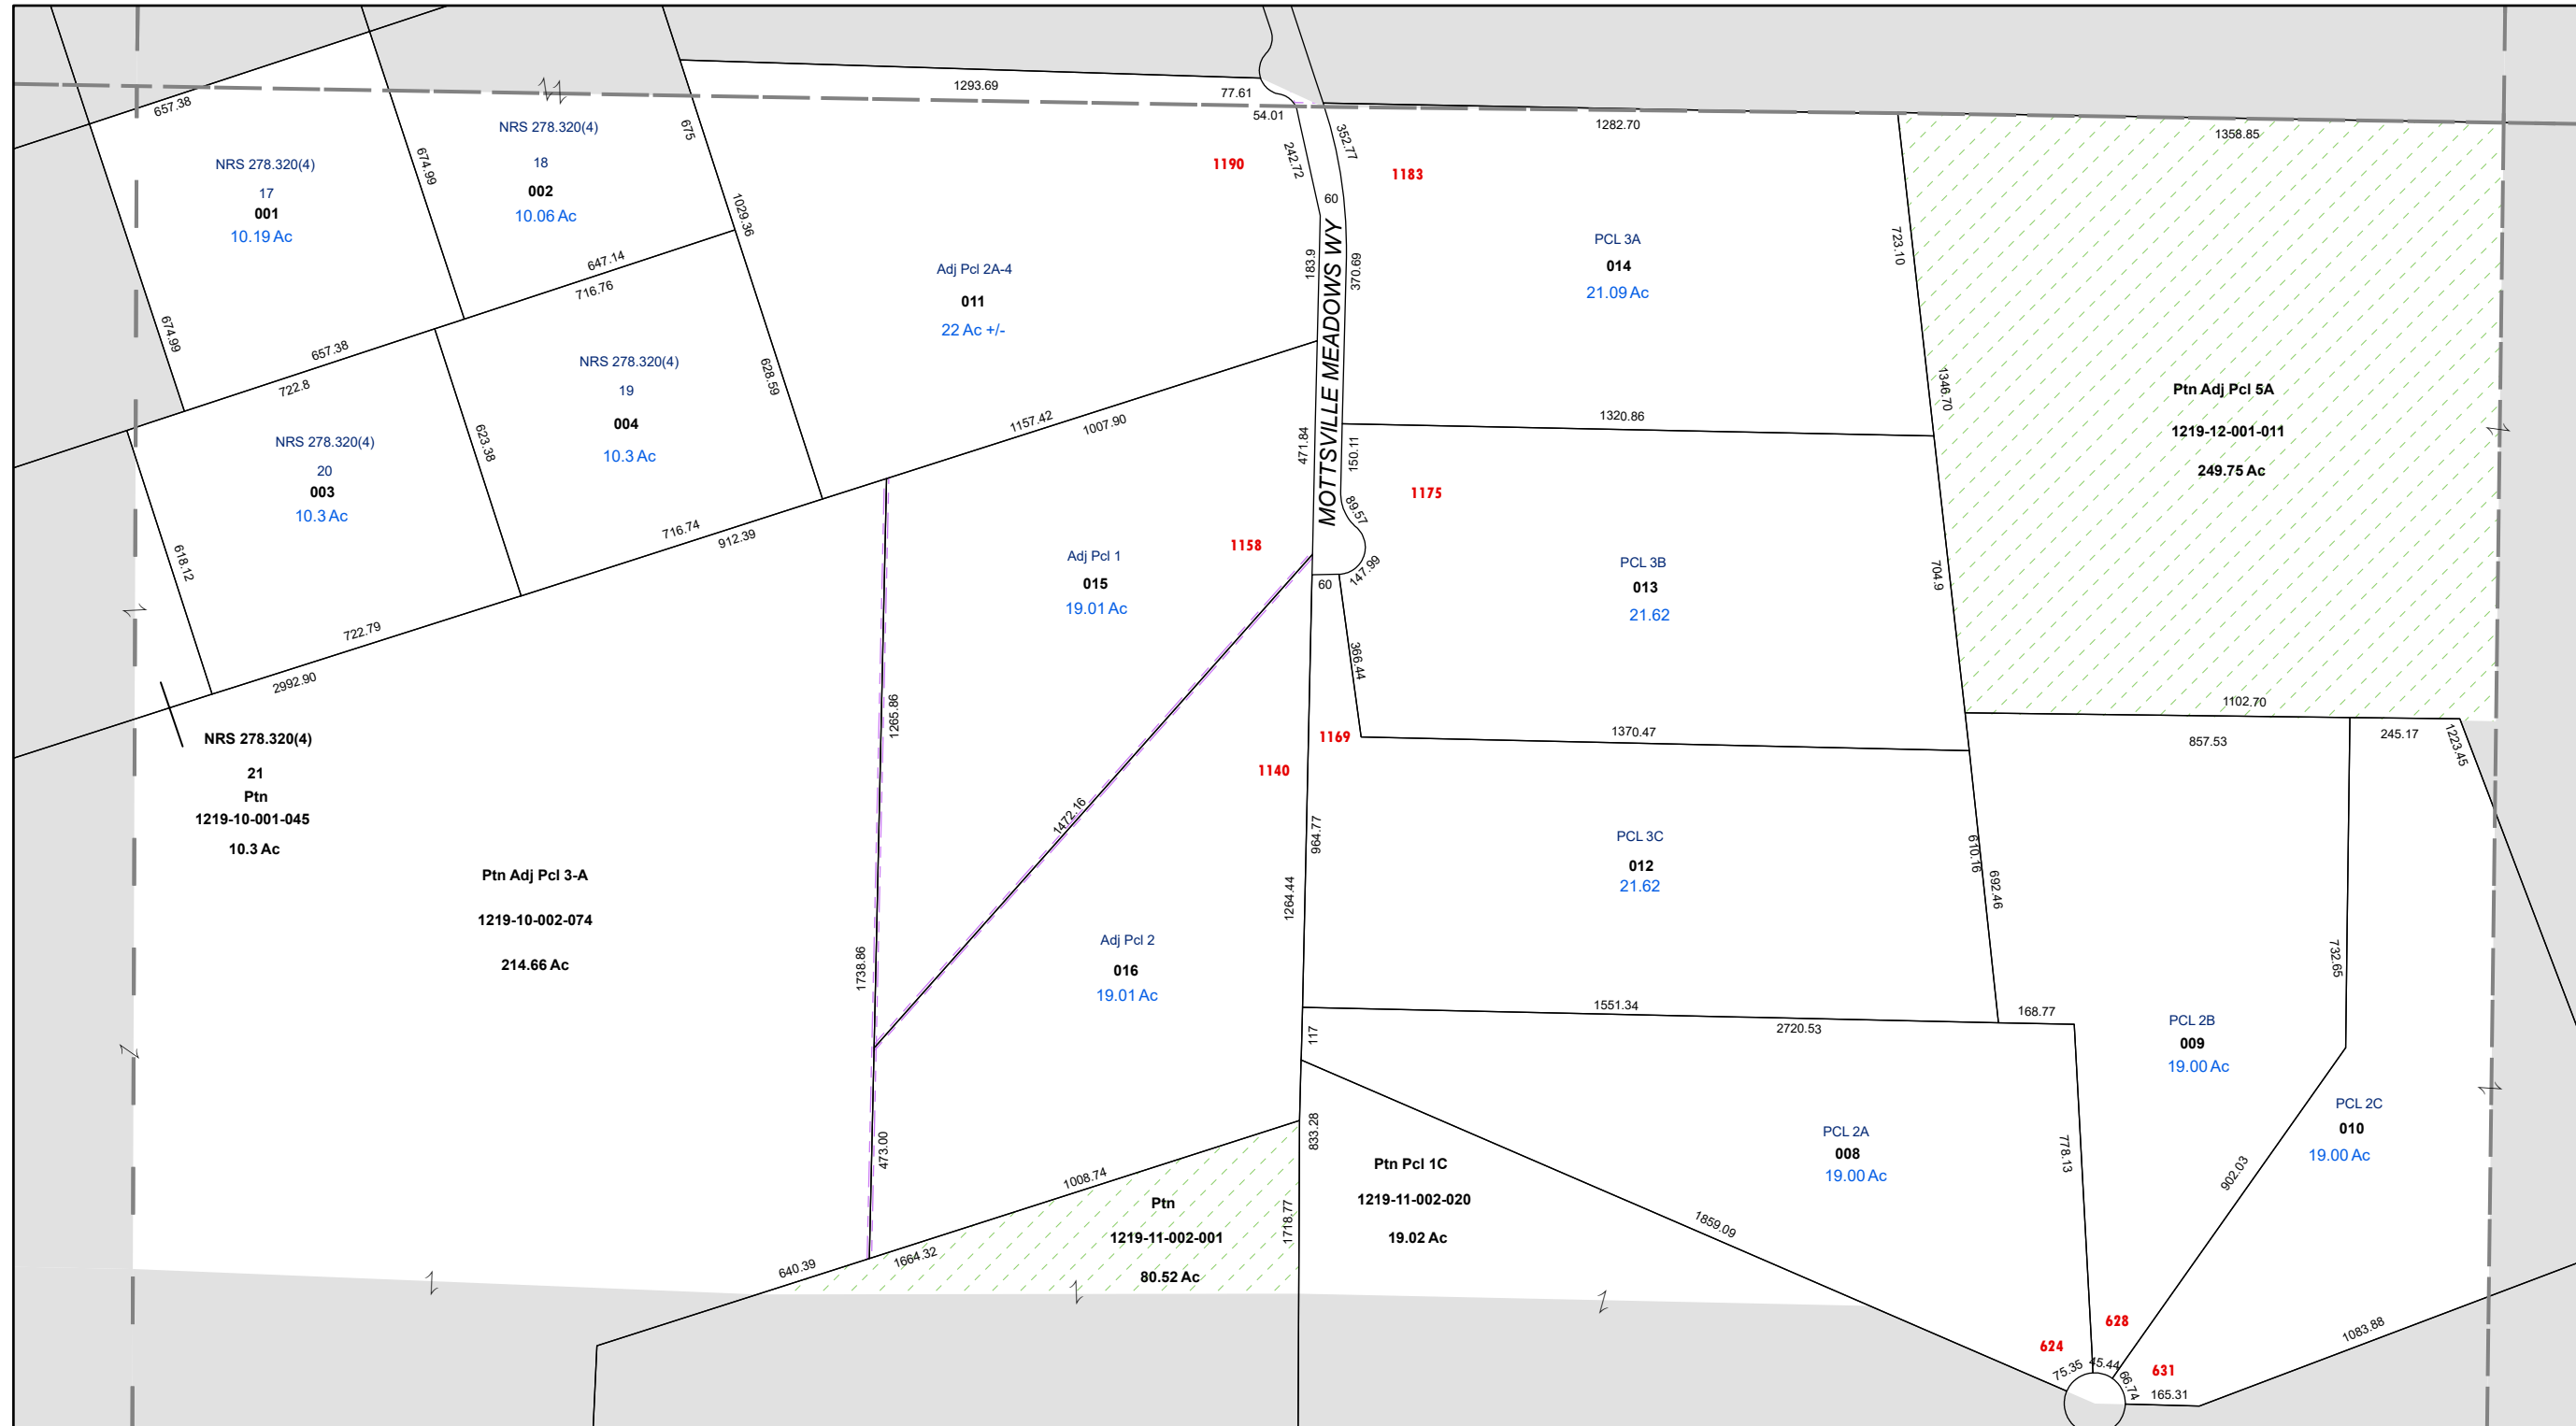 1293.69
77.61
54.01
657.38
NRS 278.320(4)
17
001
10.19 Ac
674.99
674.99
NRS 278.320(4)
18
002
10.06 Ac
675
1029.36
647.14
716.76
657.38
722.8
1190
242.72
352.77
60
183.9
370.69
1183
1282.70
1358.85
PCL 3A
014
21.09 Ac
723.10
1346.70
Adj Pcl 2A-4
011
22 Ac +/-
MOTTSVILLE MEADOWS WY
NRS 278.320(4)
19
004
10.3 Ac
628.59
623.38
NRS 278.320(4)
20
003
10.3 Ac
618.12
716.74
912.39
722.79
2992.90
1157.42
1007.90
471.84
150.11
89.57
147.99
60
1320.86
1175
Ptn Adj Pcl 5A
1219-12-001-011
249.75 Ac
1158
Adj Pcl 1
015
19.01 Ac
PCL 3B
013
21.62
704.9
366.44
1370.47
1169
1140
1102.70
857.53
245.17
1223.45
1265.86
1472.16
NRS 278.320(4)
21
Ptn
1219-10-001-045
10.3 Ac
Ptn Adj Pcl 3-A
1219-10-002-074
214.66 Ac
964.77
1264.44
PCL 3C
012
21.62
610.16
692.46
732.65
1738.86
Adj Pcl 2
016
19.01 Ac
1551.34
2720.53
168.77
117
PCL 2B
009
19.00 Ac
PCL 2C
010
19.00 Ac
473.00
1008.74
833.28
1718.77
Ptn
1219-11-002-001
80.52 Ac
640.39
1664.32
Ptn Pcl 1C
1219-11-002-020
19.02 Ac
PCL 2A
008
19.00 Ac
778.13
902.03
1859.09
624
628
631
75.35
45.44
66.74
165.31
1083.88